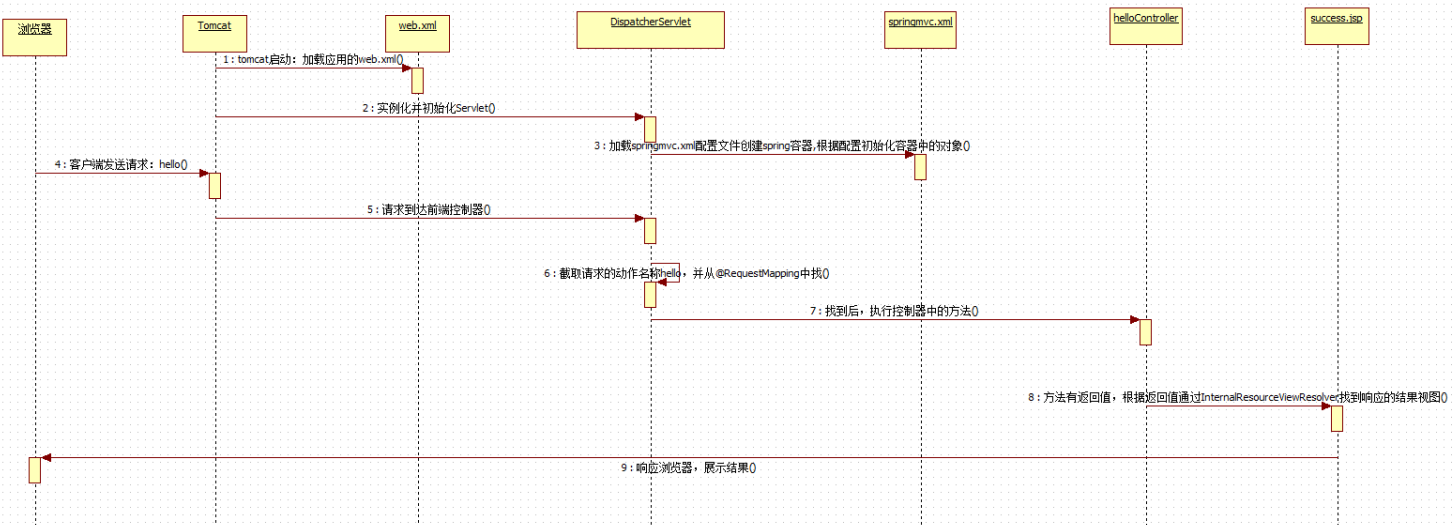 浏览器
Tomcat
web.xml
DispatcherServlet
springmvc.xml
helloController
success.jsp
1 : tomcat启动：加载应用的web.xml()
2 : 实例化并初始化Servlet()
3 : 加载springmvc.xml配置文件创建spring容器,根据配置初始化容器中的对象()
4 : 客户端发送请求：hello()
5 : 请求到达前端控制器()
6 : 截取请求的动作名称hello，并从@RequestMapping中找()
7 : 找到后，执行控制器中的方法()
8 : 方法有返回值，根据返回值通过InternalResourceViewResolver找到响应的结果视图()
9 : 响应浏览器，展示结果()